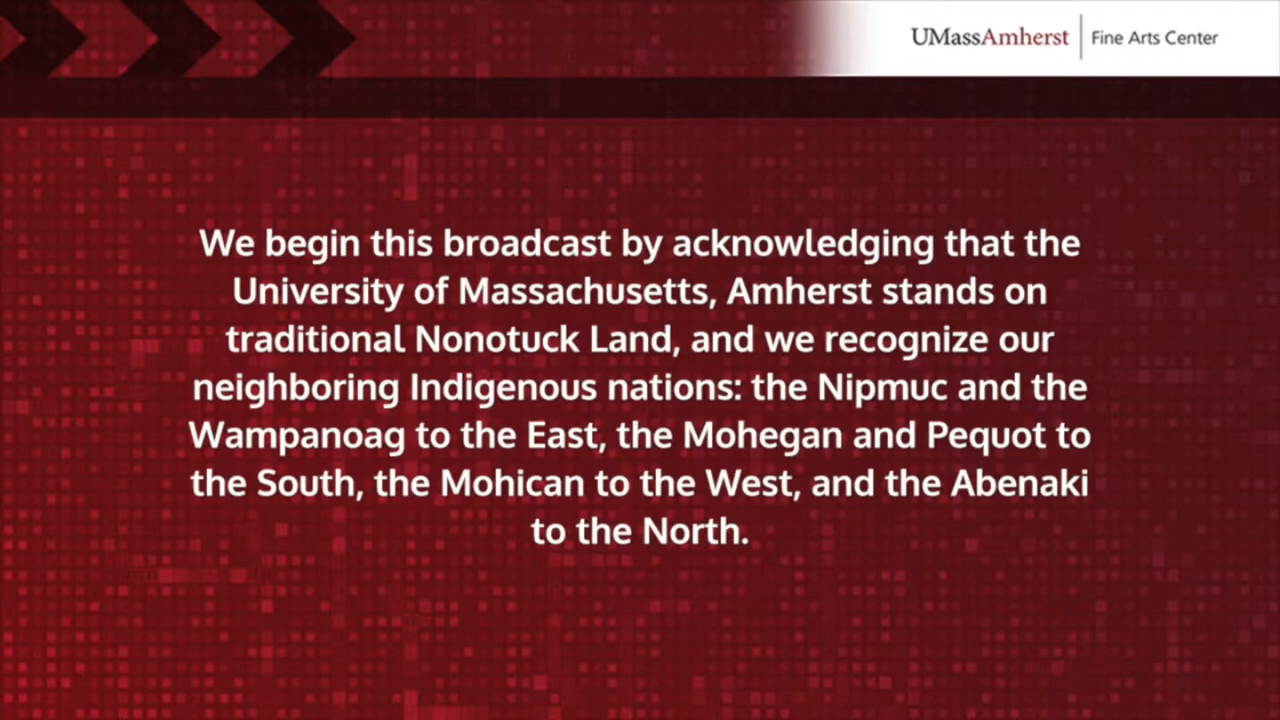 UMassAmherst | Fine Arts Center
We begin this broadcast by acknowledging that the
University of Massachusetts, Amherst stands on
traditional Nonotuck Land, and we recognize our
neighboring Indigenous nations: the Nipmuc and the
Wampanoag to the East, the Mohegan and Pequot to
the South, the Mohican to the West, and the Abenaki
to the North.